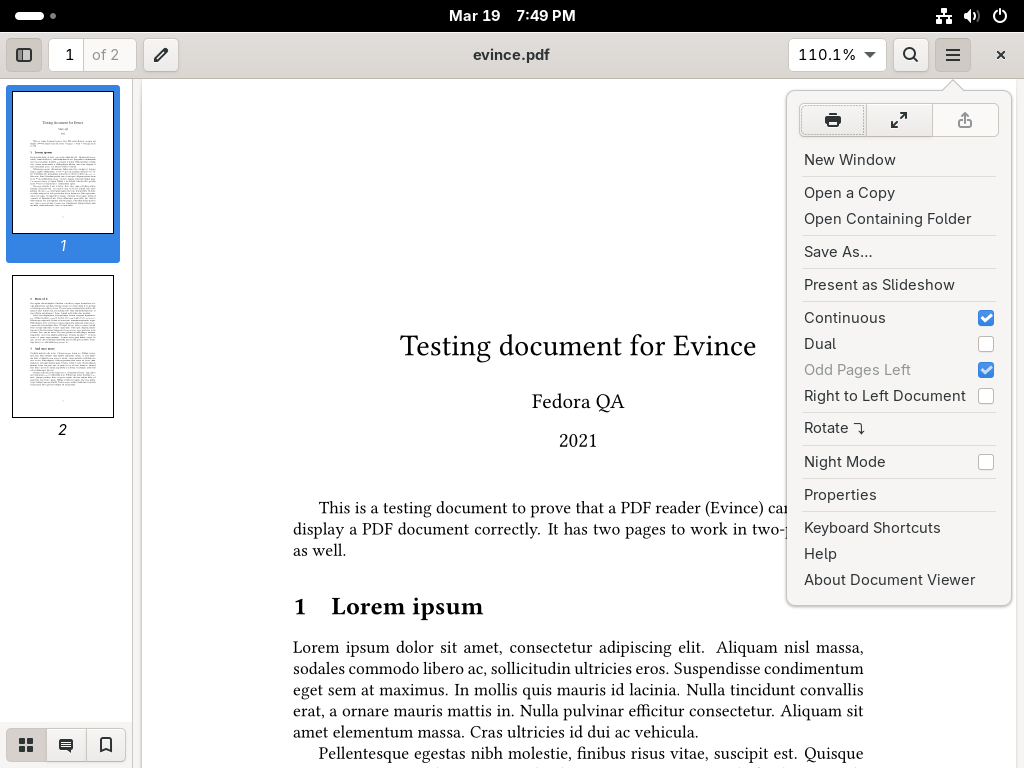 Mar 19 7:49 PM
1 of 2
evince.pdf
110.1%
New Window
Open a Copy
Open Containing Folder
Save As…
Present as Slideshow
Continuous
Dual
Odd Pages Left
Right to Left Document
Rotate ⤵
Night Mode
Properties
Keyboard Shortcuts
Help
About Document Viewer
Testing document for Evince
1
2
Testing document for Evince
Fedora QA
2021
This is a testing document to prove that a PDF reader (Evince) can
display a PDF document correctly. It has two pages to work in two-
as well.
1 Lorem ipsum
Lorem ipsum dolor sit amet, consectetur adipiscing elit. Aliquam nisl massa,
sodales commodo libero ac, sollicitudin ultricies eros. Suspendisse condimentum
eget sem at maximus. In mollis quis mauris id lacinia. Nulla tincidunt convallis
erat, a ornare mauris mattis in. Nulla pulvinar efficitur consectetur. Aliquam sit
amet elementum massa. Cras ultricies id dui ac vehicula.
Pellentesque egestas nibh molestie, finibus risus vitae, suscipit est. Quisque